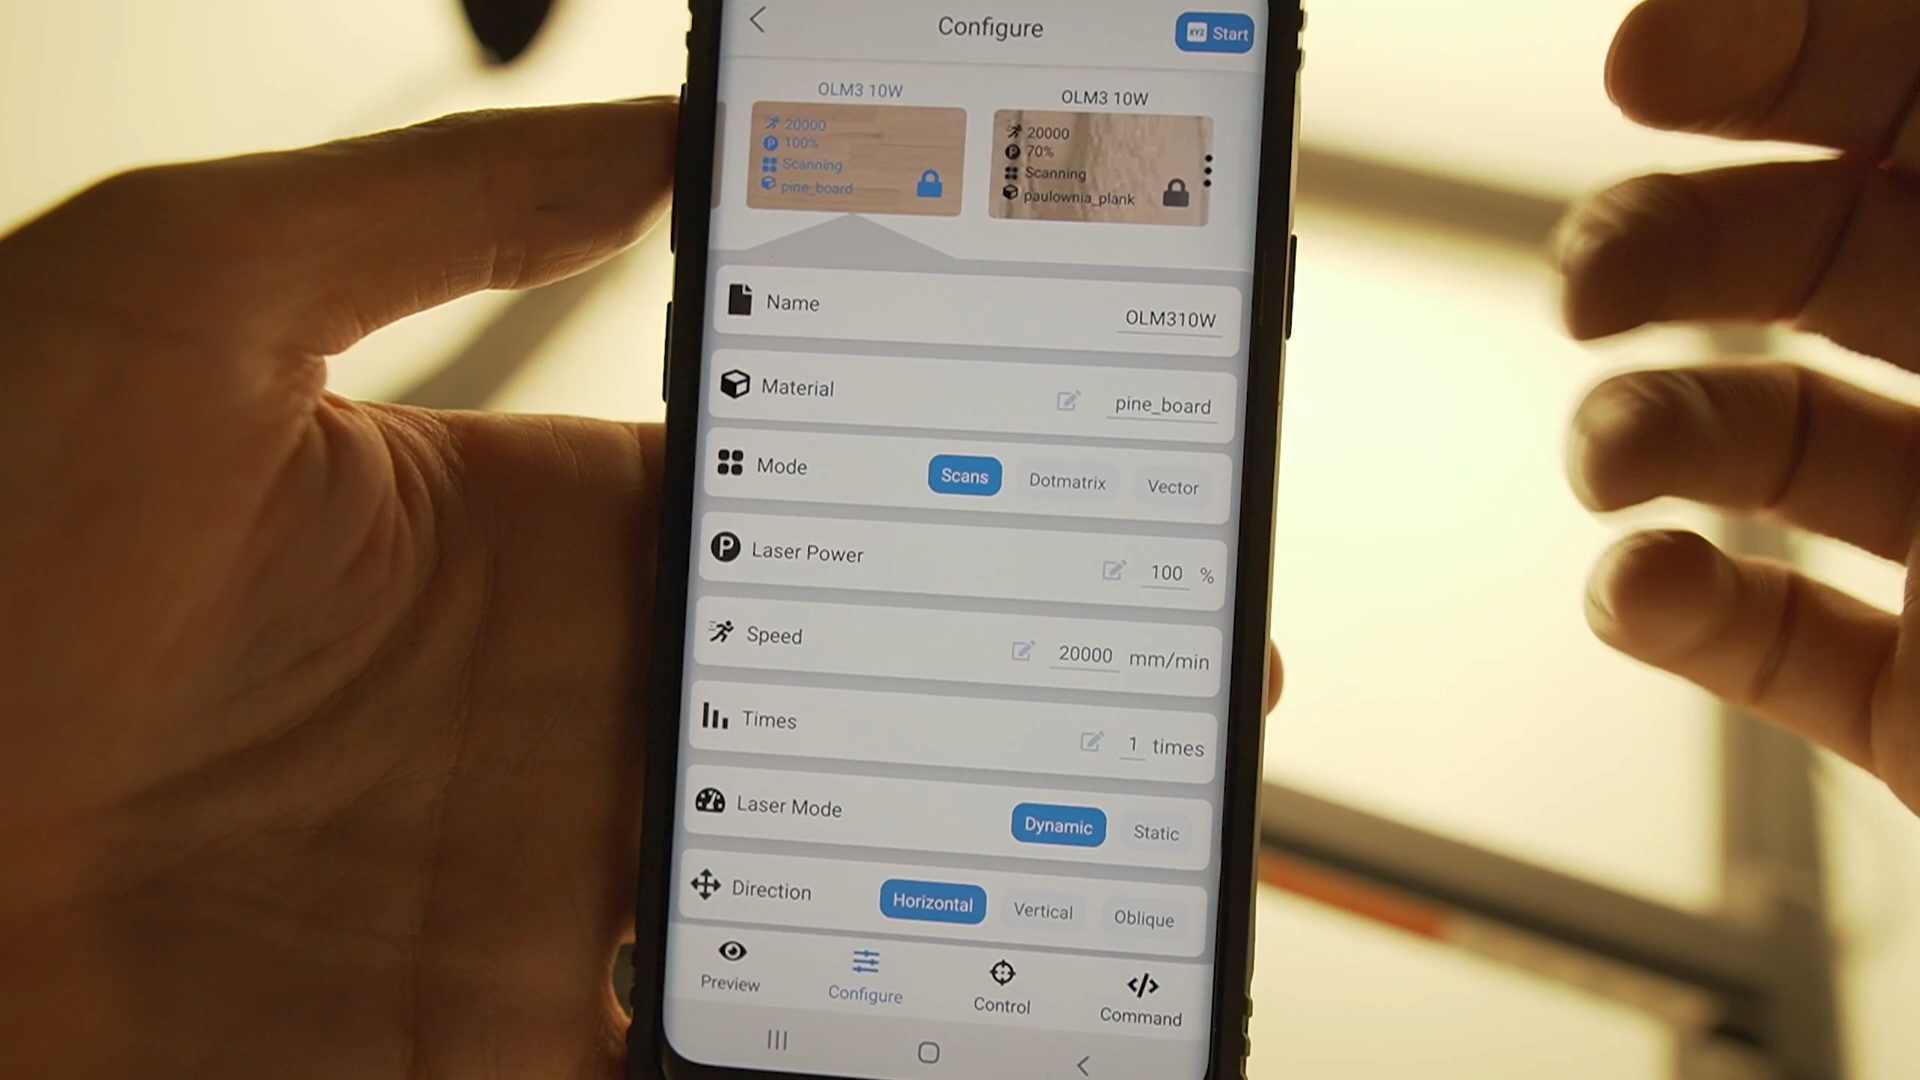 Configure
XYZ Start
OLM3 10W
20000
100%
Scanning
pine_board
OLM3 10W
20000
P 70%
Scanning
paulownia_plank
Name OLM310W
Material pine_board
Mode Scans Dotmatrix Vector
P Laser Power 100 %
Speed 20000 mm/min
Times 1 times
Laser Mode Dynamic Static
Direction Horizontal Vertical Oblique
Preview Configure Control </> Command